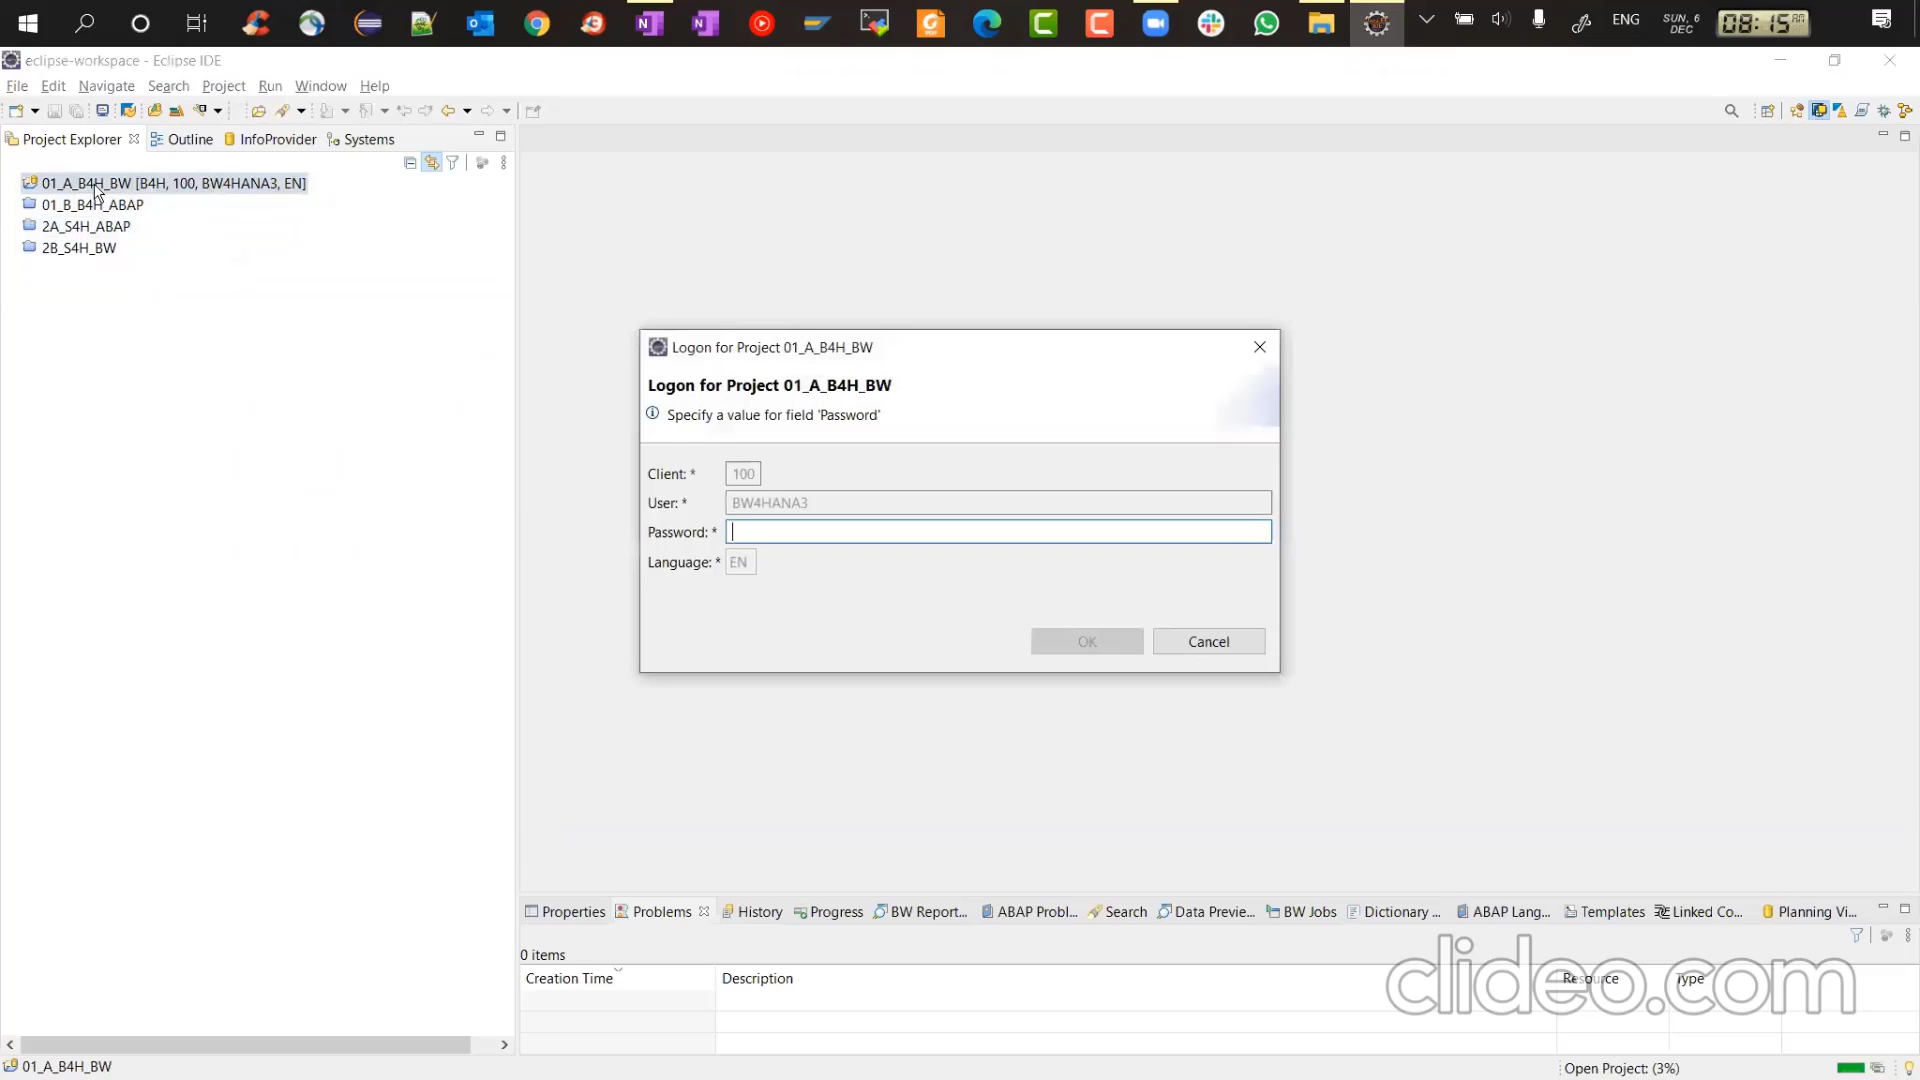 ENG
SUN, 6
DEC
08:15 AM
eclipse-workspace - Eclipse IDE
File Edit Navigate Search Project Run Window Help
Project Explorer Outline InfoProvider Systems
01_A_B4H_BW [B4H, 100, BW4HANA3, EN]
01_B_B4H_ABAP
2A_S4H_ABAP
2B_S4H_BW
Logon for Project 01_A_B4H_BW
Logon for Project 01_A_B4H_BW
Specify a value for field 'Password'
Client: * 100
User: * BW4HANA3
Password: *
Language: * EN
OK Cancel
Properties Problems History Progress BW Report... ABAP Probl... Search Data Previe... BW Jobs Dictionary ... ABAP Lang... Templates Linked Co... Planning Vi...
0 items
Creation Time Description Resource Type
clideo.com
01_A_B4H_BW
Open Project: (3%)